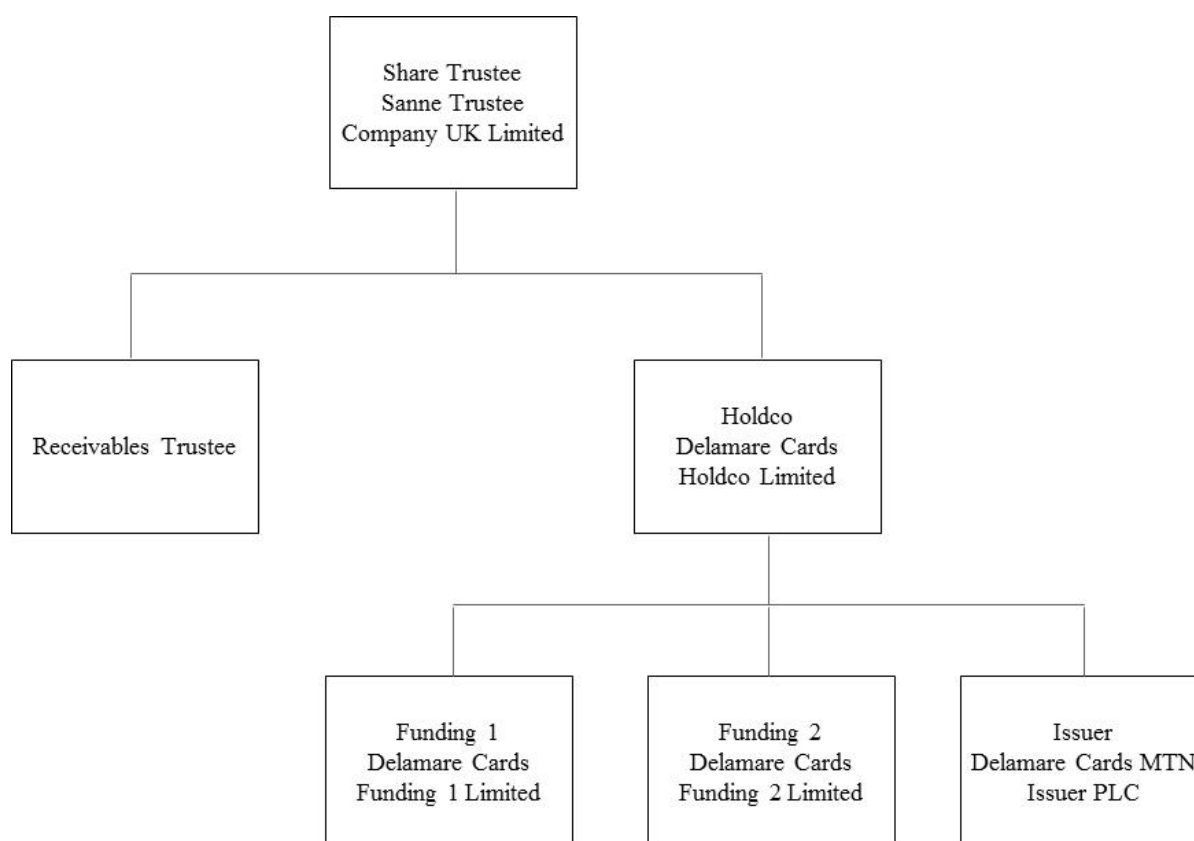 Share Trustee
Sanne Trustee
Company UK Limited
Receivables Trustee
Holdco
Delamare Cards
Holdco Limited
Funding 1
Delamare Cards
Funding 1 Limited
Funding 2
Delamare Cards
Funding 2 Limited
Issuer
Delamare Cards MTN
Issuer PLC